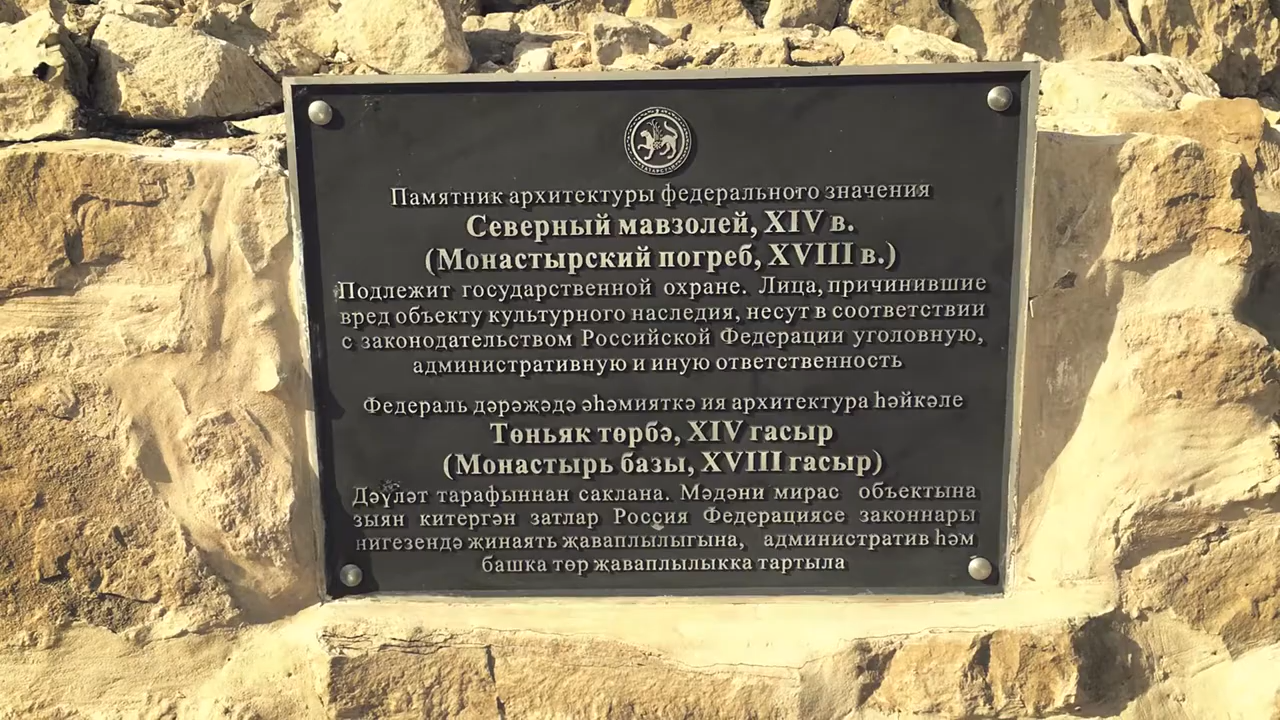 ТАТАРСТАН
Памятник архитектуры федерального значения
Северный мавзолей, XIV в.
(Монастырский погреб, XVIII в.)
Подлежит государственной охране. Лица, причинившие
вред объекту культурного наследия, несут в соответствии
с законодательством Российской Федерации уголовную,
административную и иную ответственность
Федераль дәрәҗәдә әһәмияткә ия архитектура һәйкәле
Төньяк төрбә, XIV гасыр
(Монастырь базы, XVIII гасыр)
Дәүләт тарафыннан саклана. Мәдәни мирас объектына
зыян китергән затлар Россия Федерациясе законнары
нигезендә җинаять җаваплылыгына, административ һәм
башка төр җаваплылыкка тартыла